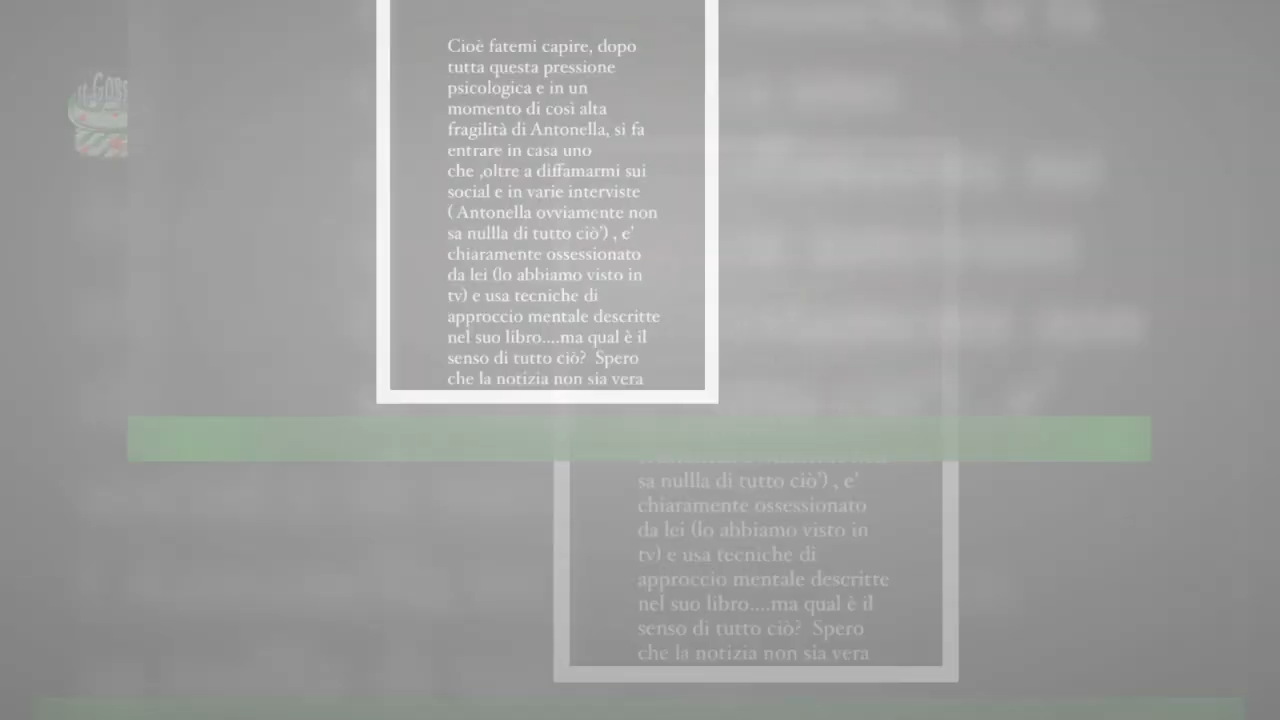 Cioè fatemi capire, dopo
tutta questa pressione
psicologica e in un
momento di così alta
fragilità di Antonella, si fa
entrare in casa uno
che ,oltre a diffamarmi sui
social e in varie interviste
( Antonella ovviamente non
sa nullla di tutto ciò') , e'
chiaramente ossessionato
da lei (lo abbiamo visto in
tv) e usa tecniche di
approccio mentale descritte
nel suo libro....ma qual è il
senso di tutto ciò? Spero
che la notizia non sia vera
sa nullla di tutto ciò') , e'
chiaramente ossessionato
da lei (lo abbiamo visto in
tv) e usa tecniche di
approccio mentale descritte
nel suo libro....ma qual è il
senso di tutto ciò? Spero
che la notizia non sia vera